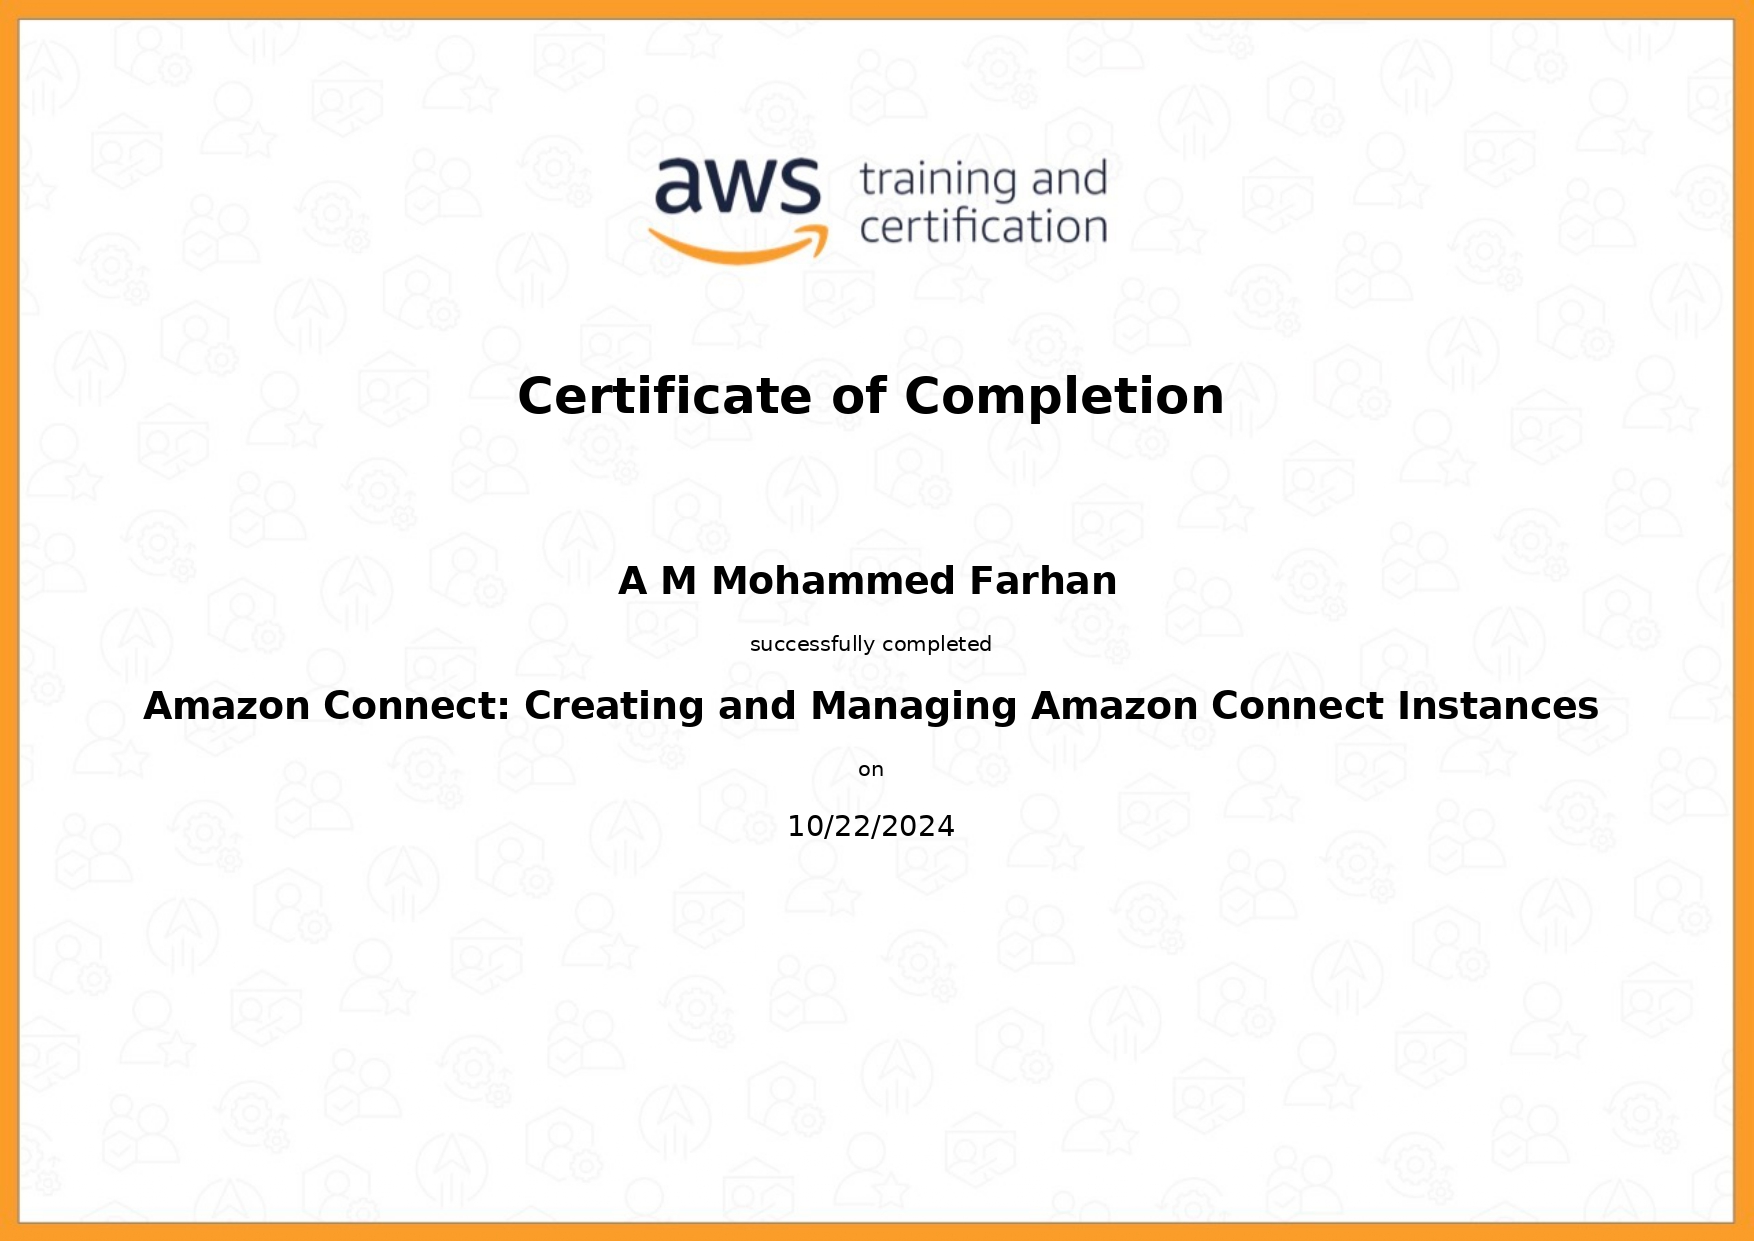 aws training and
certification
Certificate of Completion
A M Mohammed Farhan
successfully completed
Amazon Connect: Creating and Managing Amazon Connect Instances
on
10/22/2024